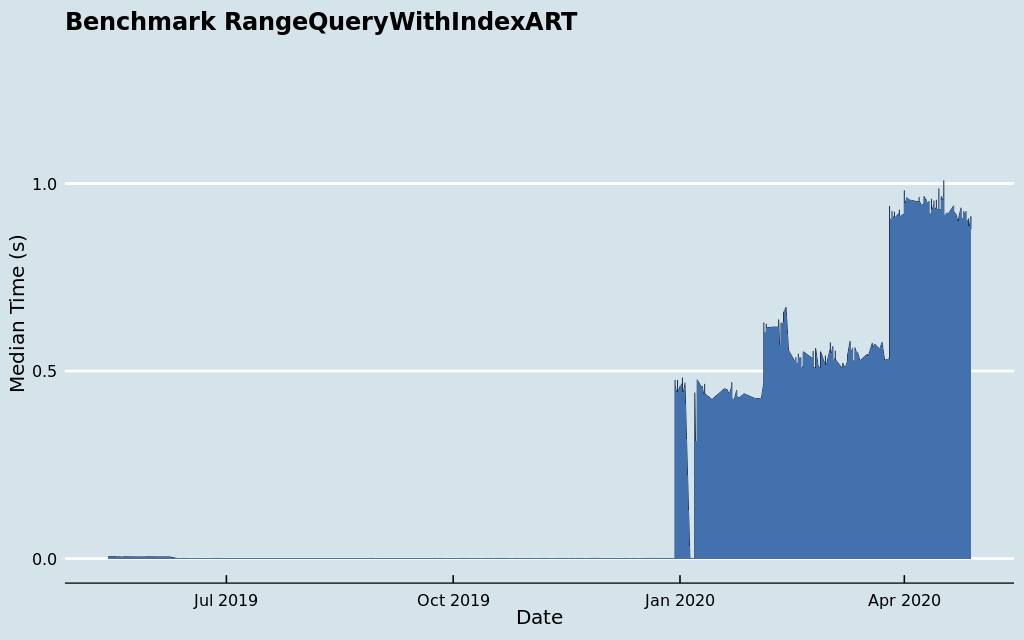 Benchmark RangeQueryWithIndexART
Median Time (s)
1.0
0.5
0.0
Jul 2019
Oct 2019
Jan 2020
Apr 2020
Date